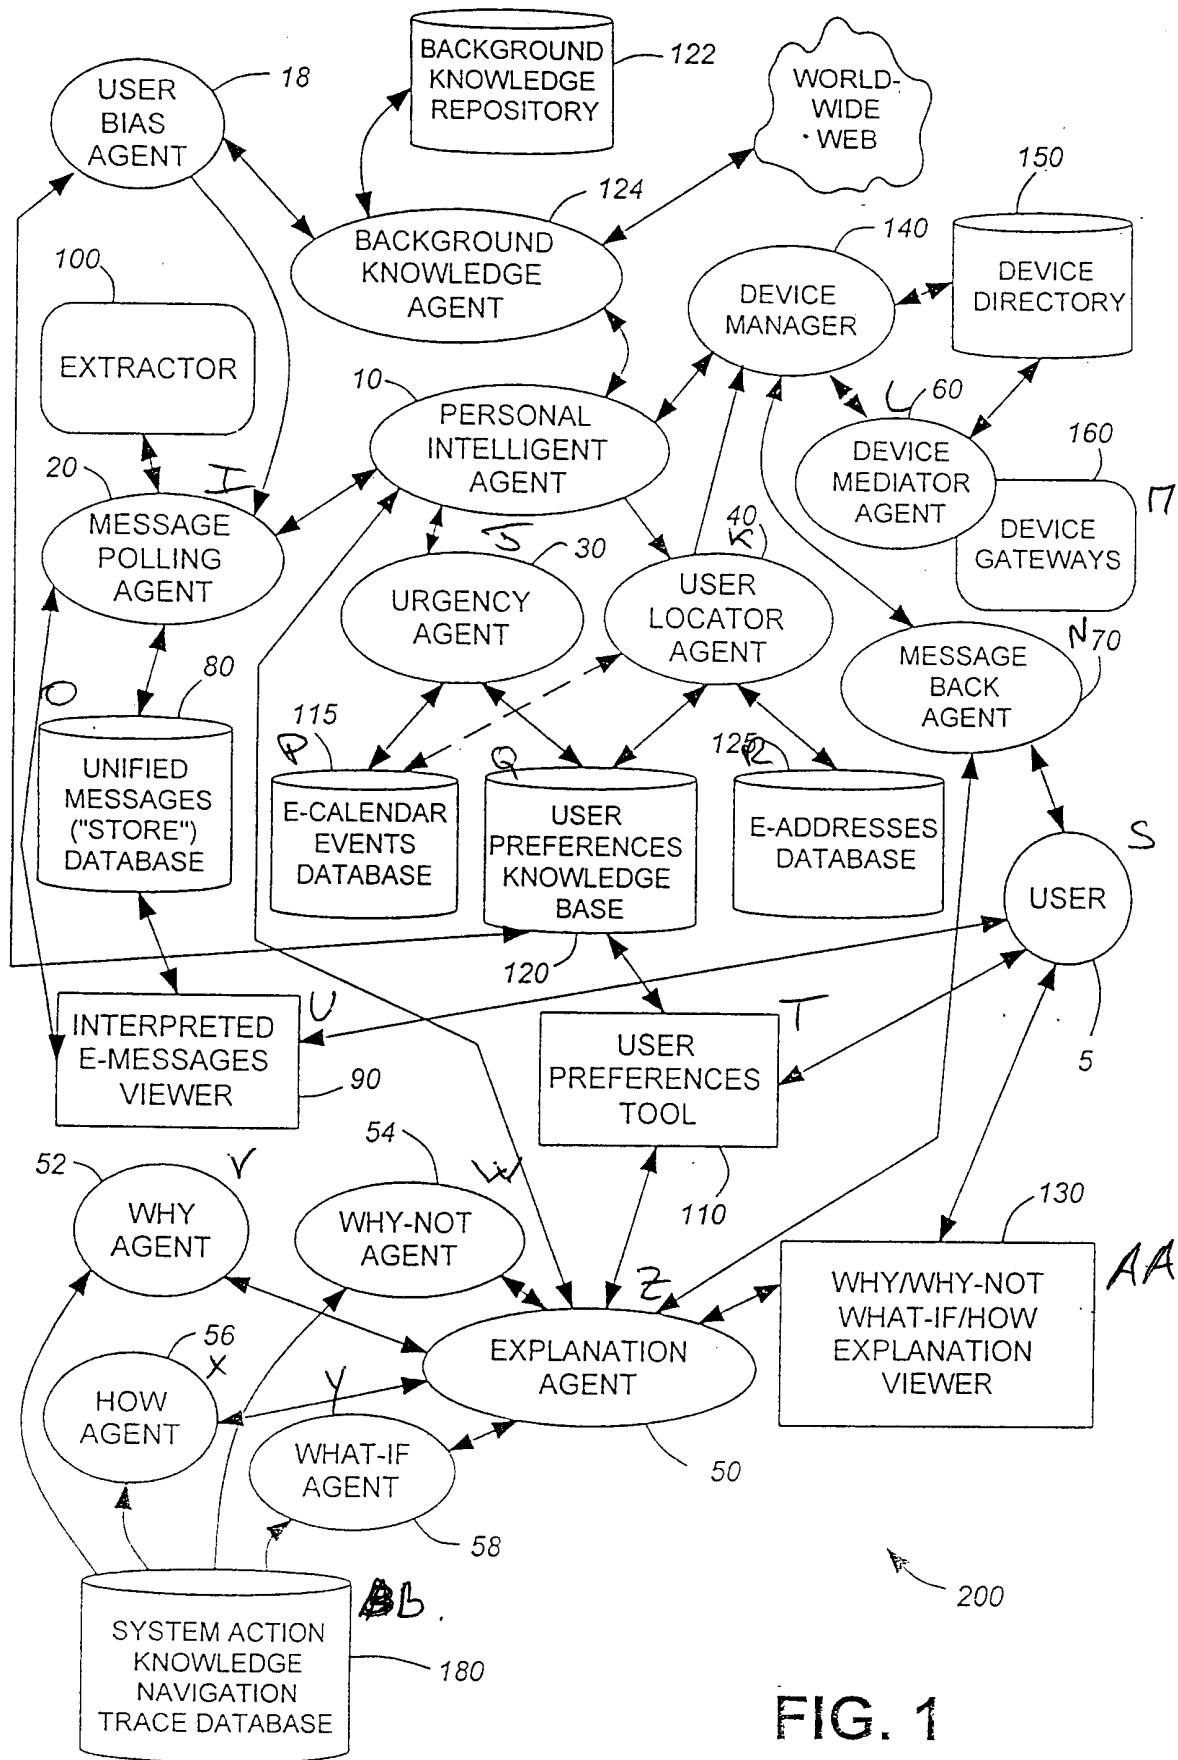 BACKGROUND
KNOWLEDGE
REPOSITORY
122
WORLD-
WIDE
WEB
USER
BIAS
AGENT
18
150
124
BACKGROUND
KNOWLEDGE
AGENT
140
DEVICE
MANAGER
DEVICE
DIRECTORY
100
EXTRACTOR
10
PERSONAL
INTELLIGENT
AGENT
L
60
DEVICE
MEDIATOR
AGENT
160
DEVICE
GATEWAYS
20
I
MESSAGE
POLLING
AGENT
30
URGENCY
AGENT
40
K
USER
LOCATOR
AGENT
N
70
MESSAGE
BACK
AGENT
O
80
UNIFIED
MESSAGES
("STORE")
DATABASE
115
P
E-CALENDAR
EVENTS
DATABASE
Q
USER
PREFERENCES
KNOWLEDGE
BASE
120
125
R
E-ADDRESSES
DATABASE
S
USER
5
U
INTERPRETED
E-MESSAGES
VIEWER
90
T
USER
PREFERENCES
TOOL
110
52
V
WHY
AGENT
54
W
WHY-NOT
AGENT
130
AA
WHY/WHY-NOT
WHAT-IF/HOW
EXPLANATION
VIEWER
Z
EXPLANATION
AGENT
50
56
X
HOW
AGENT
Y
WHAT-IF
AGENT
58
200
SYSTEM ACTION
KNOWLEDGE
NAVIGATION
TRACE DATABASE
180
FIG. 1